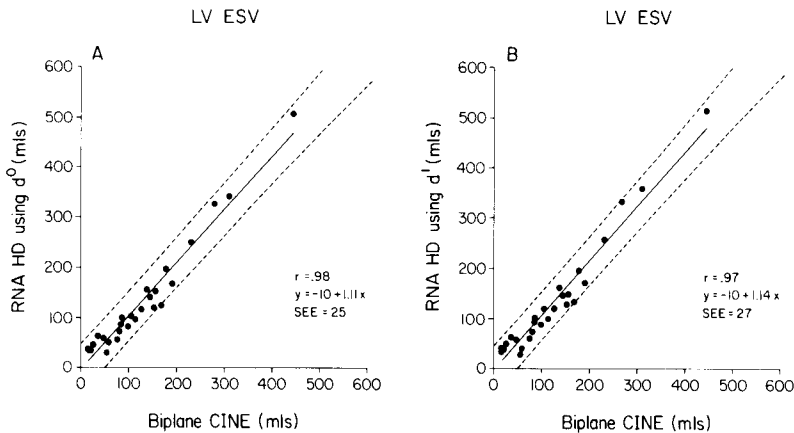 LV ESV
A
RNA HD using d⁰ (mls)
600
500
400
300
200
100
0
r = .98
y = -10 + 1.11 x
SEE = 25
0 100 200 300 400 500 600
Biplane CINE (mls)
LV ESV
B
RNA HD using d¹ (mls)
600
500
400
300
200
100
0
r = .97
y = -10 + 1.14 x
SEE = 27
0 100 200 300 400 500 600
Biplane CINE (mls)